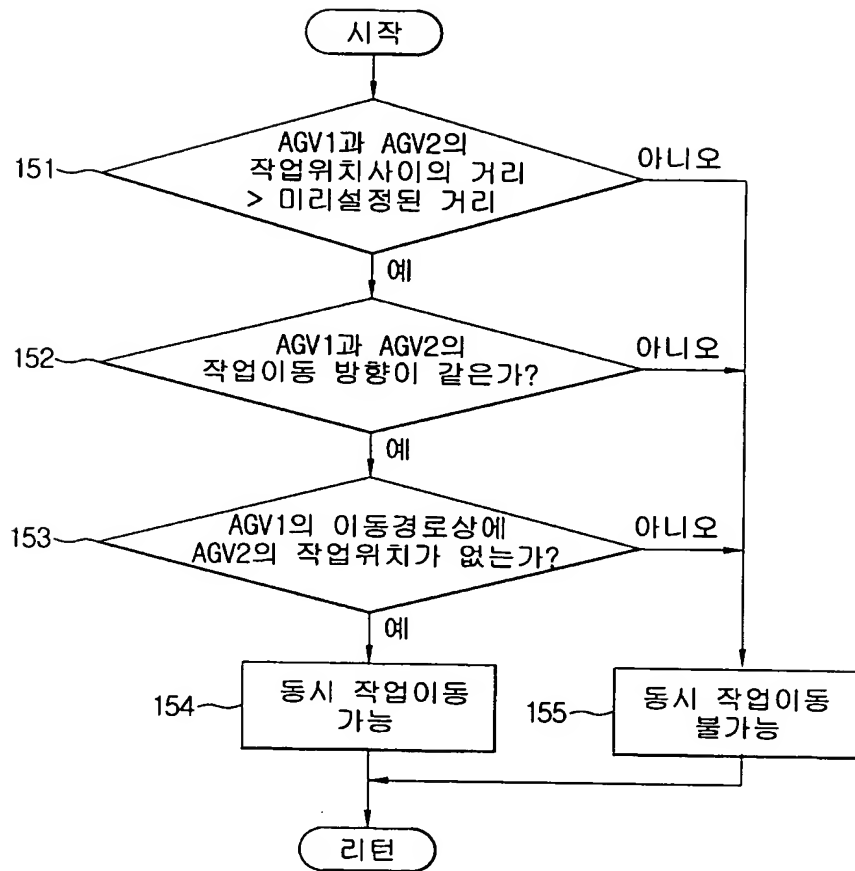 시작
AGV1과 AGV2의
작업위치사이의 거리
> 미리설정된 거리
151
아니오
예
AGV1과 AGV2의
작업이동 방향이 같은가?
152
아니오
예
AGV1의 이동경로상에
AGV2의 작업위치가 없는가?
153
아니오
예
동시 작업이동
가능
154
동시 작업이동
불가능
155
리턴